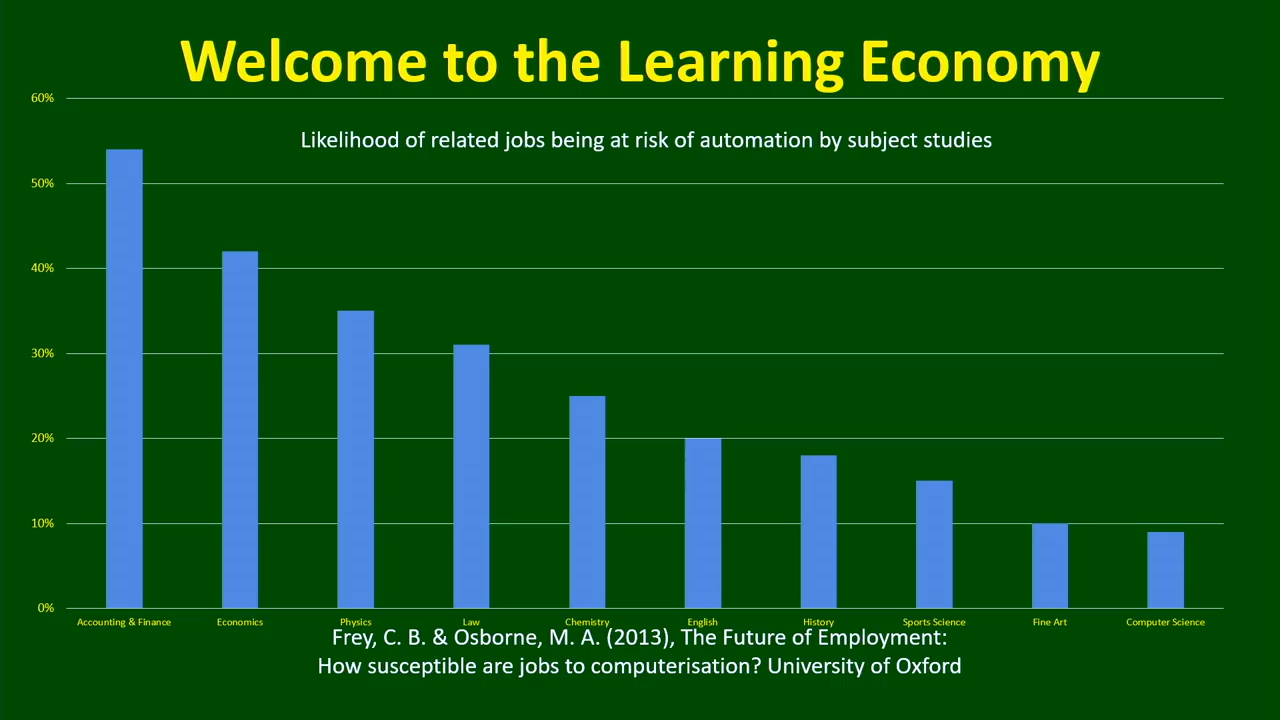 Welcome to the Learning Economy
60%
Likelihood of related jobs being at risk of automation by subject studies
50%
40%
30%
20%
10%
0%
Accounting & Finance Economics Physics Law Chemistry English History Sports Science Fine Art Computer Science
Frey, C. B. & Osborne, M. A. (2013), The Future of Employment:
How susceptible are jobs to computerisation? University of Oxford